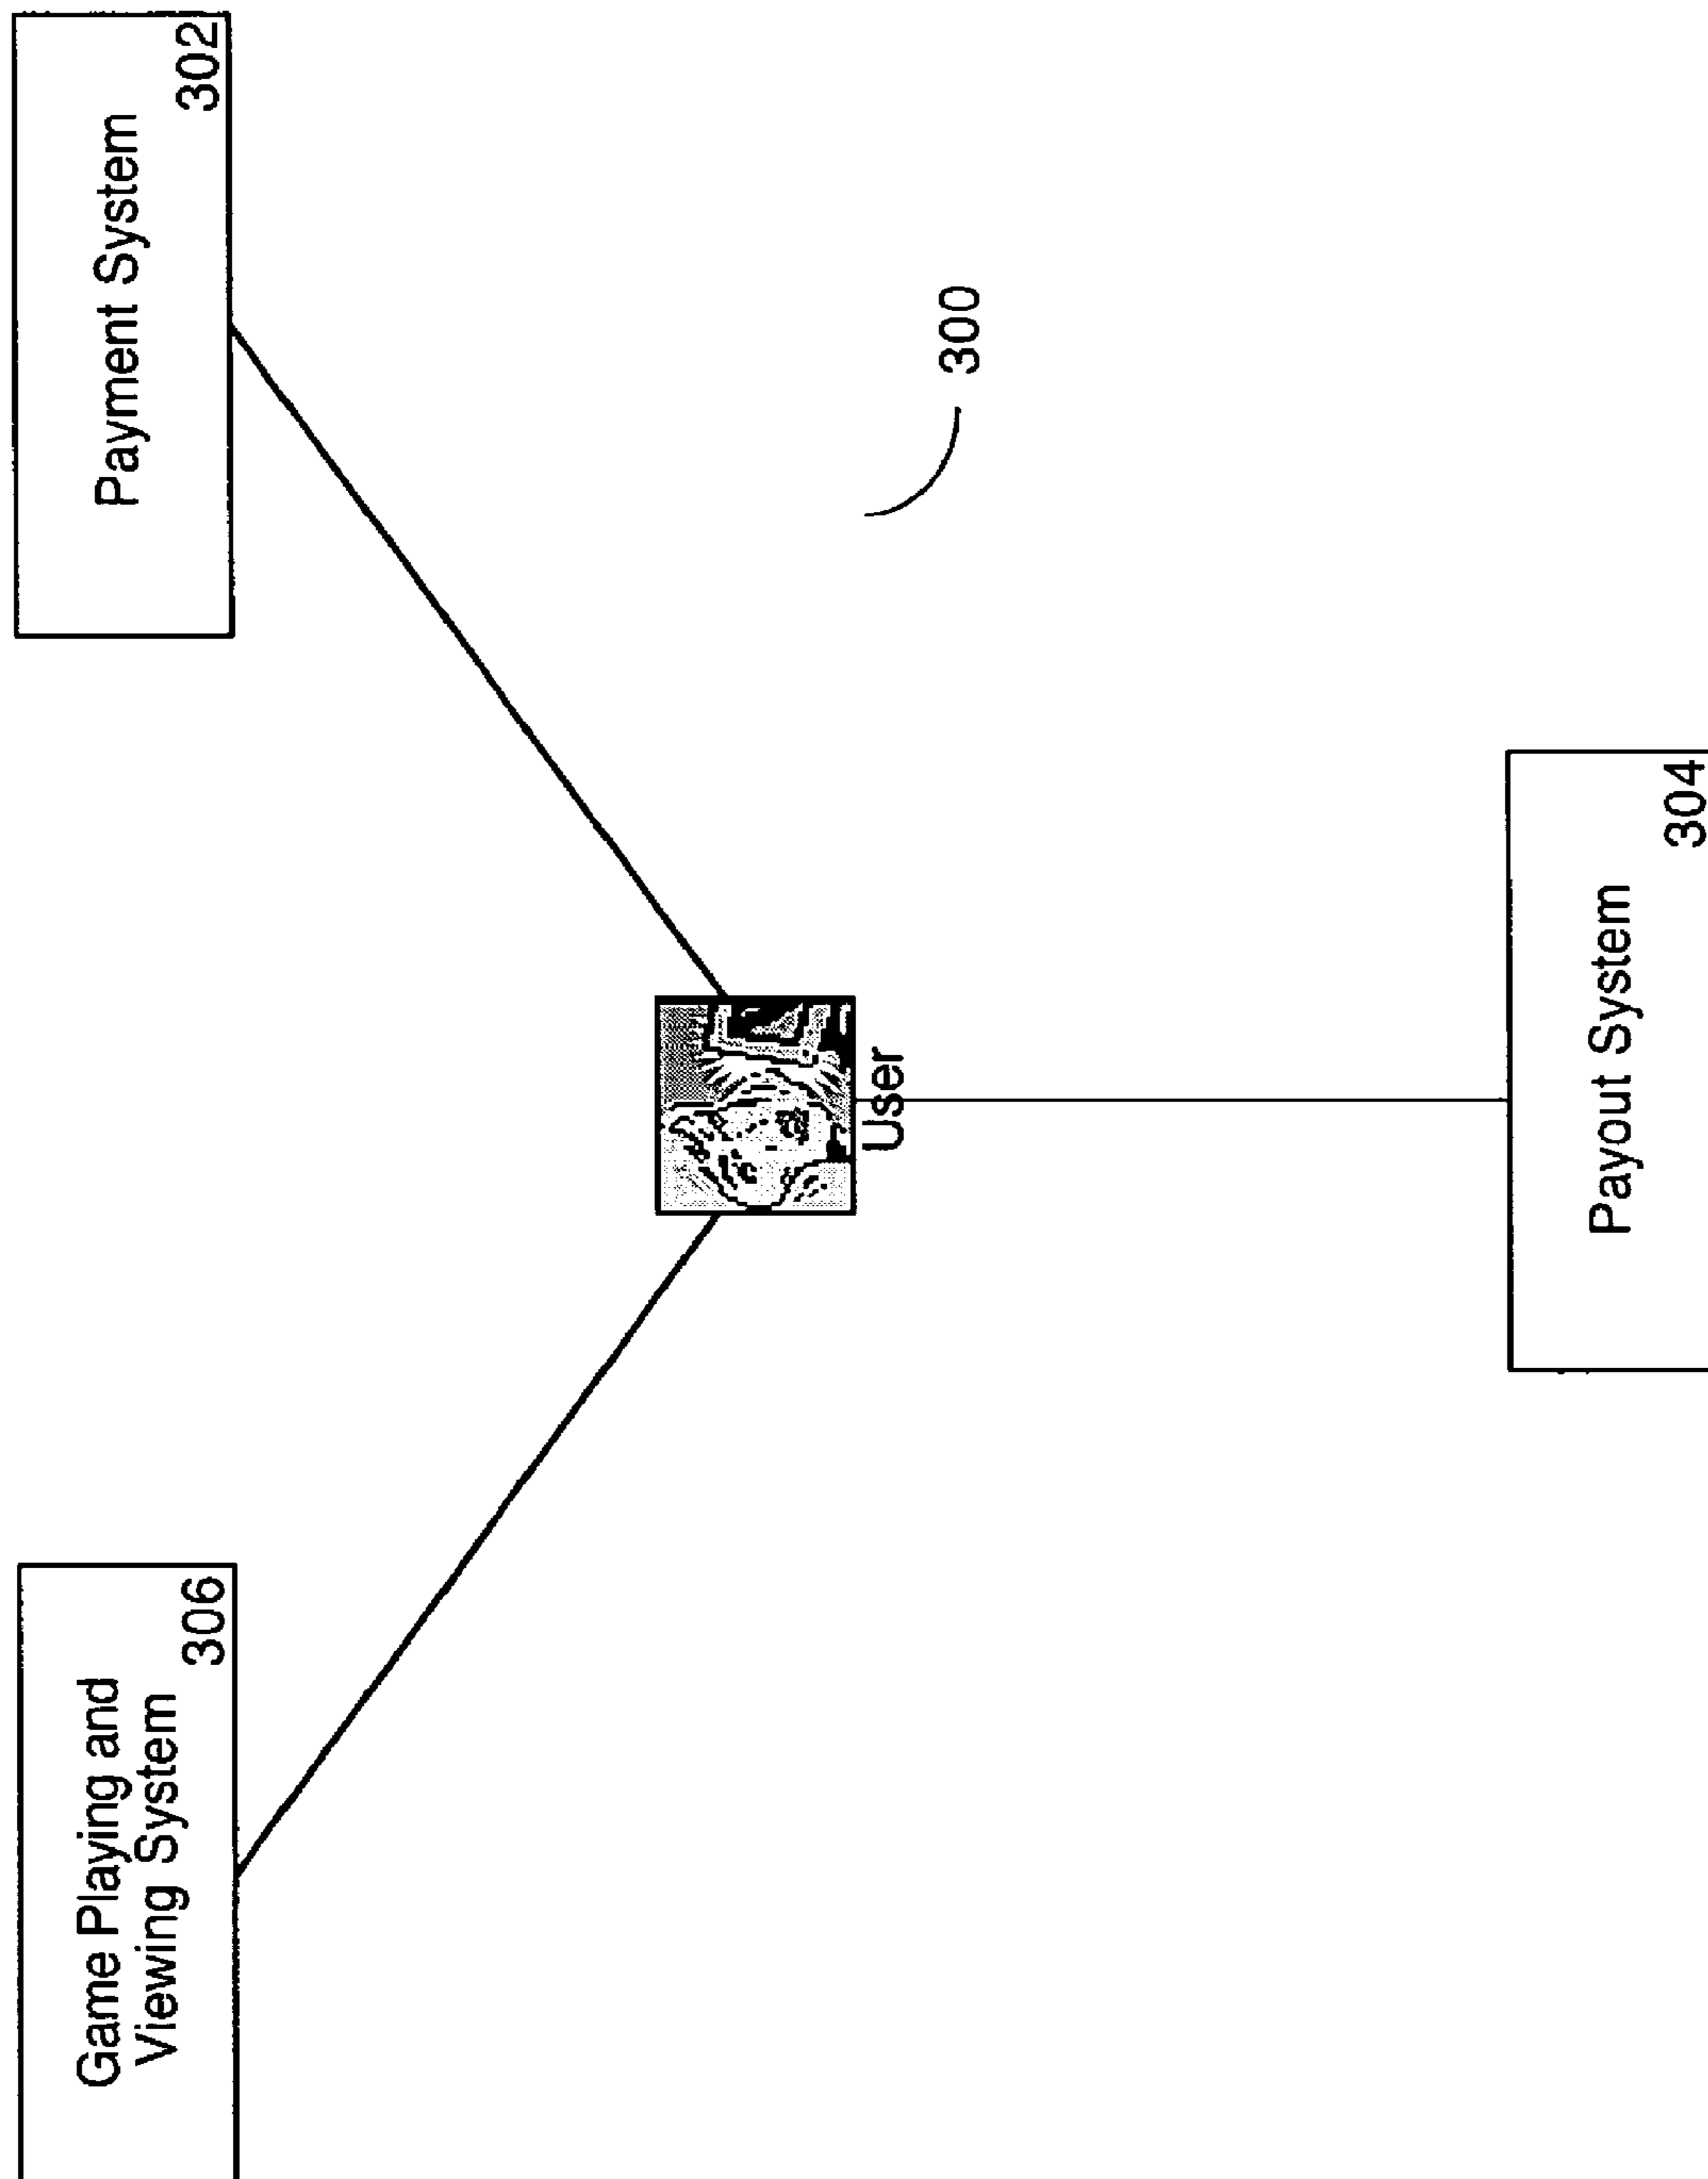 Game Playing and
Viewing System
306
Payment System
302
User
300
Payout System
304